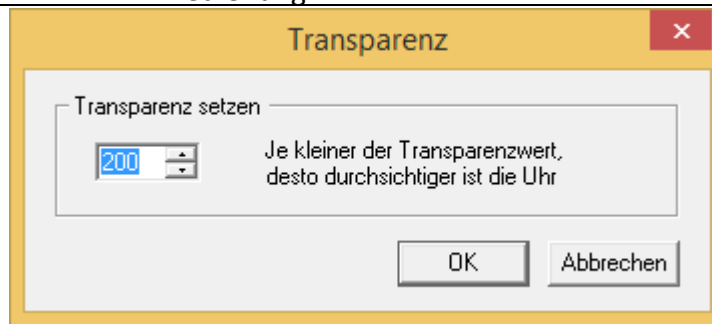 Transparenz
Transparenz setzen
200
Je kleiner der Transparenzwert,
desto durchsichtiger ist die Uhr
OK
Abbrechen